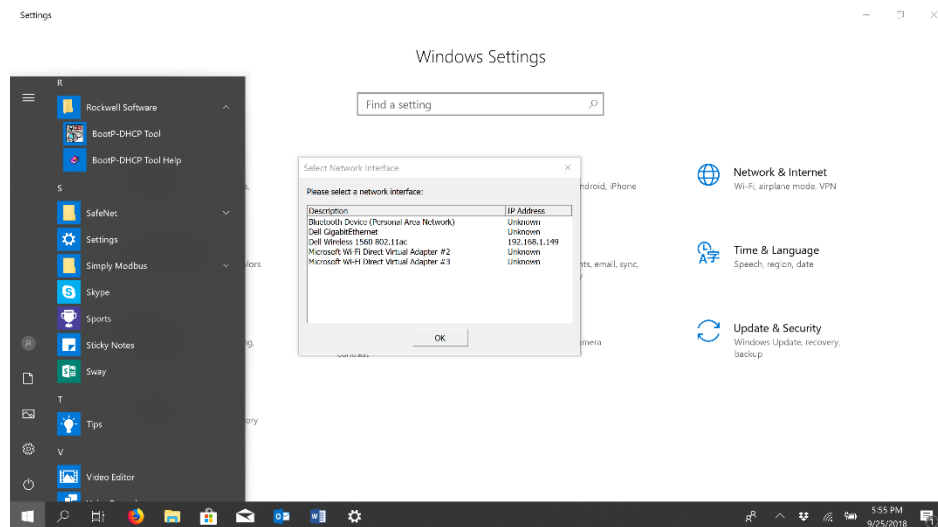 Settings
Windows Settings
Find a setting
R
Rockwell Software
BootP-DHCP Tool
BootP-DHCP Tool Help
S
SafeNet
Settings
Simply Modbus
Skype
Sports
Sticky Notes
Sway
T
Tips
V
Video Editor
Select Network Interface
Please select a network interface:
Description IP Address
Bluetooth Device (Personal Area Network) Unknown
Dell GigabitEthernet Unknown
Dell Wireless 1560 802.11ac 192.168.1.149
Microsoft Wi-Fi Direct Virtual Adapter #2 Unknown
Microsoft Wi-Fi Direct Virtual Adapter #3 Unknown
OK
iPhone
email, sync,
Network & Internet
Wi-Fi, airplane mode, VPN
Time & Language
Speech, region, date
Update & Security
Windows Update, recovery,
backup
5:55 PM
9/25/2018